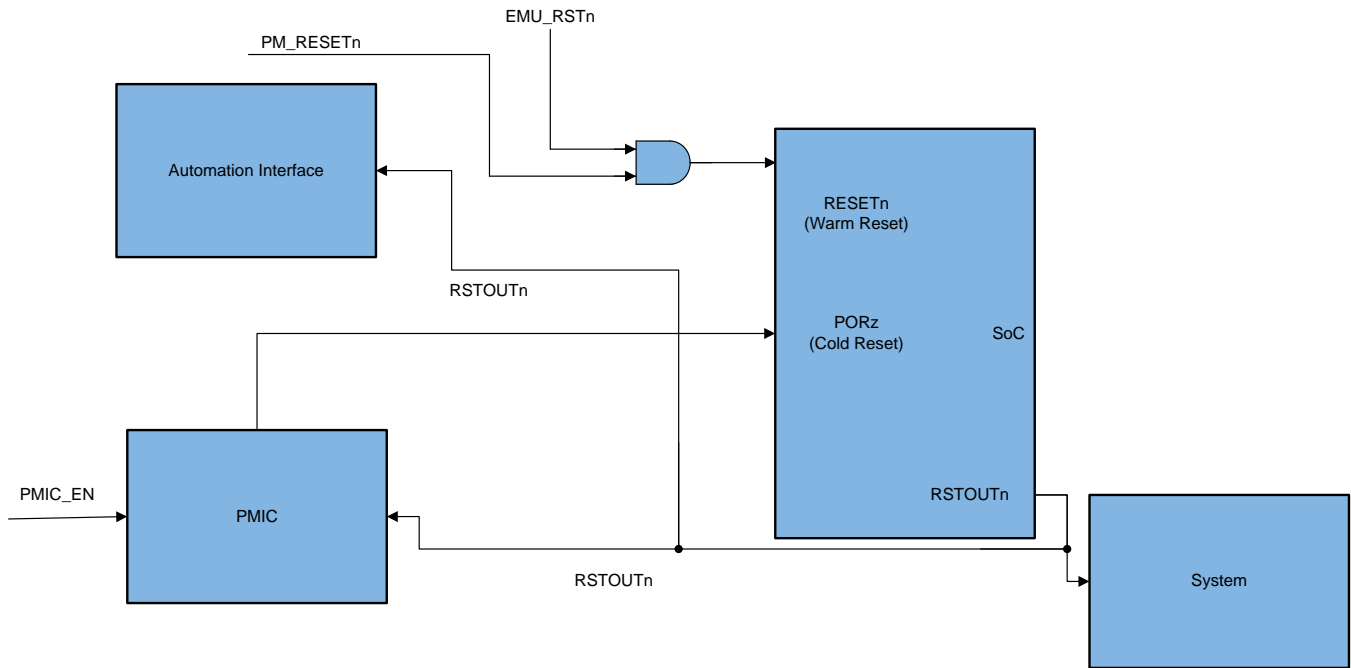 EMU_RSTn
PM_RESETn
Automation Interface
RESETn
(Warm Reset)
RSTOUTn
PORz
(Cold Reset)
SoC
PMIC_EN
PMIC
RSTOUTn
RSTOUTn
System